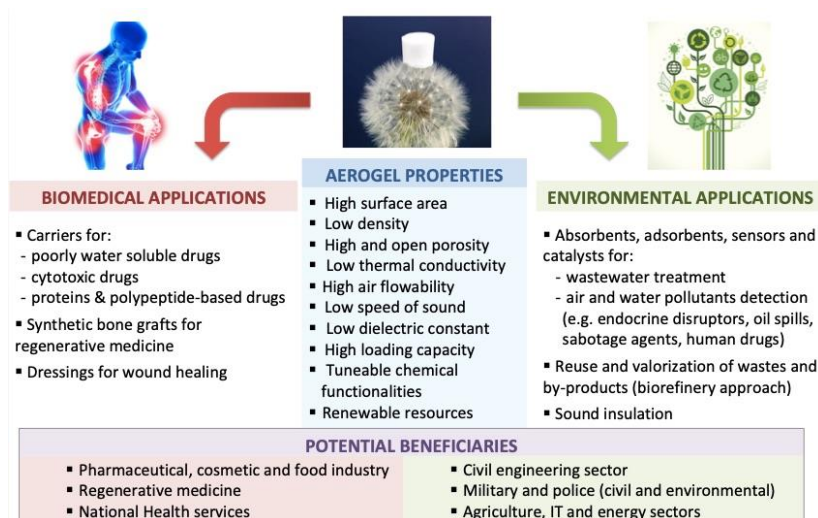 BIOMEDICAL APPLICATIONS
▪ Carriers for:
- poorly water soluble drugs
- cytotoxic drugs
- proteins & polypeptide-based drugs
▪ Synthetic bone grafts for
regenerative medicine
▪ Dressings for wound healing
AEROGEL PROPERTIES
▪ High surface area
▪ Low density
▪ High and open porosity
▪ Low thermal conductivity
▪ High air flowability
▪ Low speed of sound
▪ Low dielectric constant
▪ High loading capacity
▪ Tuneable chemical
functionalities
▪ Renewable resources
ENVIRONMENTAL APPLICATIONS
▪ Absorbents, adsorbents, sensors and
catalysts for:
- wastewater treatment
- air and water pollutants detection
(e.g. endocrine disruptors, oil spills,
sabotage agents, human drugs)
▪ Reuse and valorization of wastes and
by-products (biorefinery approach)
▪ Sound insulation
POTENTIAL BENEFICIARIES
▪ Pharmaceutical, cosmetic and food industry
▪ Regenerative medicine
▪ National Health services
▪ Civil engineering sector
▪ Military and police (civil and environmental)
▪ Agriculture, IT and energy sectors